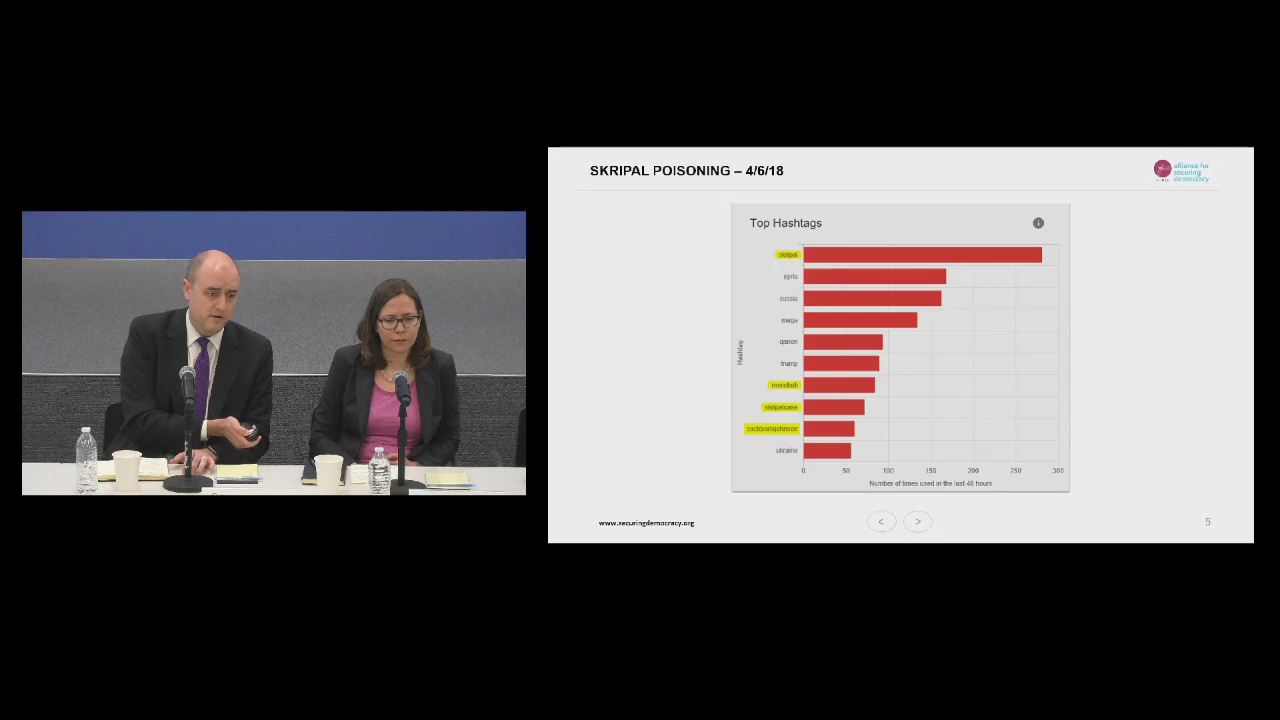 SKRIPAL POISONING – 4/6/18
alliance for
securing
democracy
Top Hashtags
skripal
syria
russia
maga
qanon
trump
novichok
skripalcase
sackborisjohnson
ukraine
Hashtag
0 50 100 150 200 250 300
Number of times used in the last 48 hours
www.securingdemocracy.org
< >
5